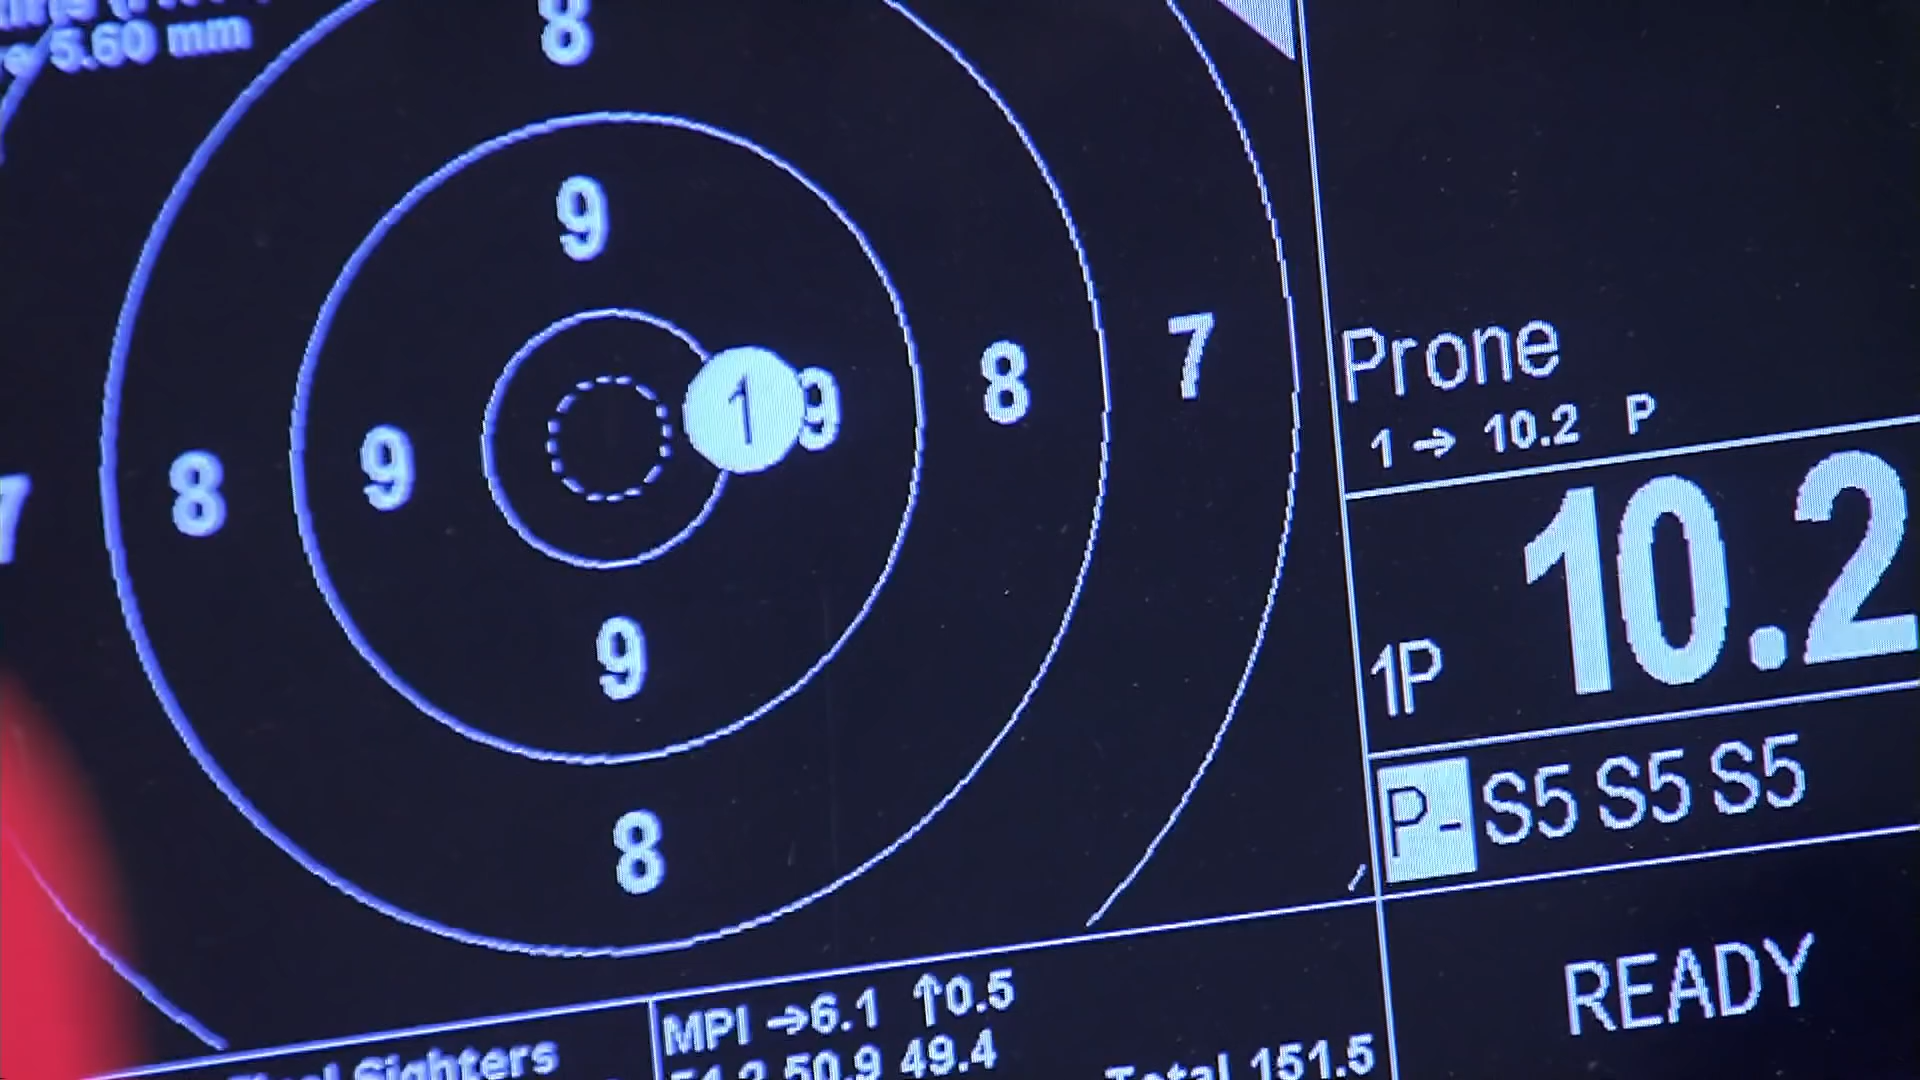 5.60 mm
8
9
8
9
1
9
8
7
7
9
8
Prone
1 → 10.2 P
1P 10.2
P- S5 S5 S5
READY
MPI →6.1 ↑0.5
50.9 49.4
Total 151.5
Sighters